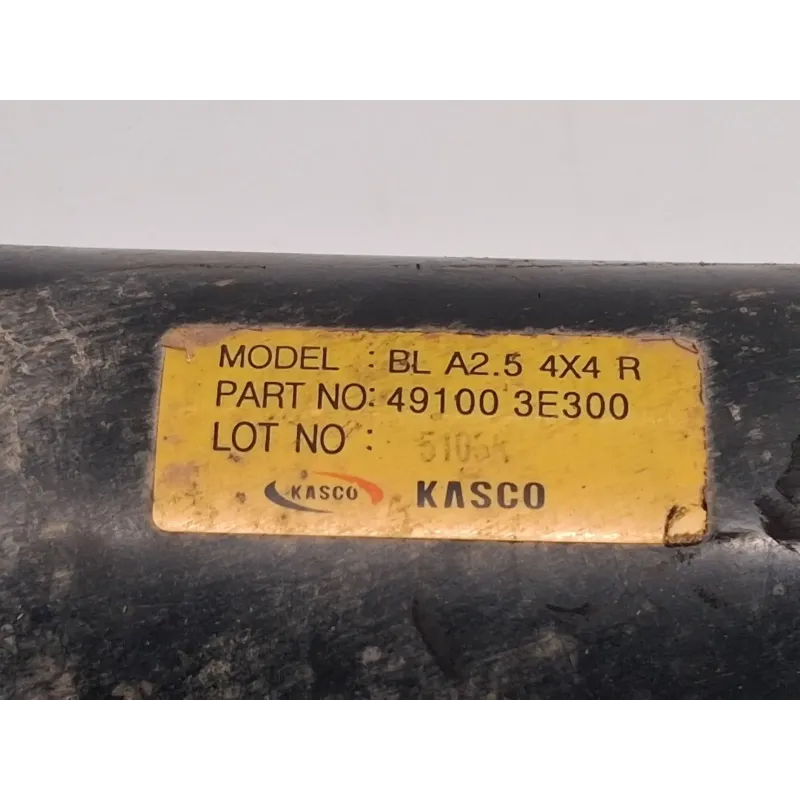 MODEL : BL A2.5 4X4 R
PART NO: 49100 3E300
LOT NO :
KASCO KASCO